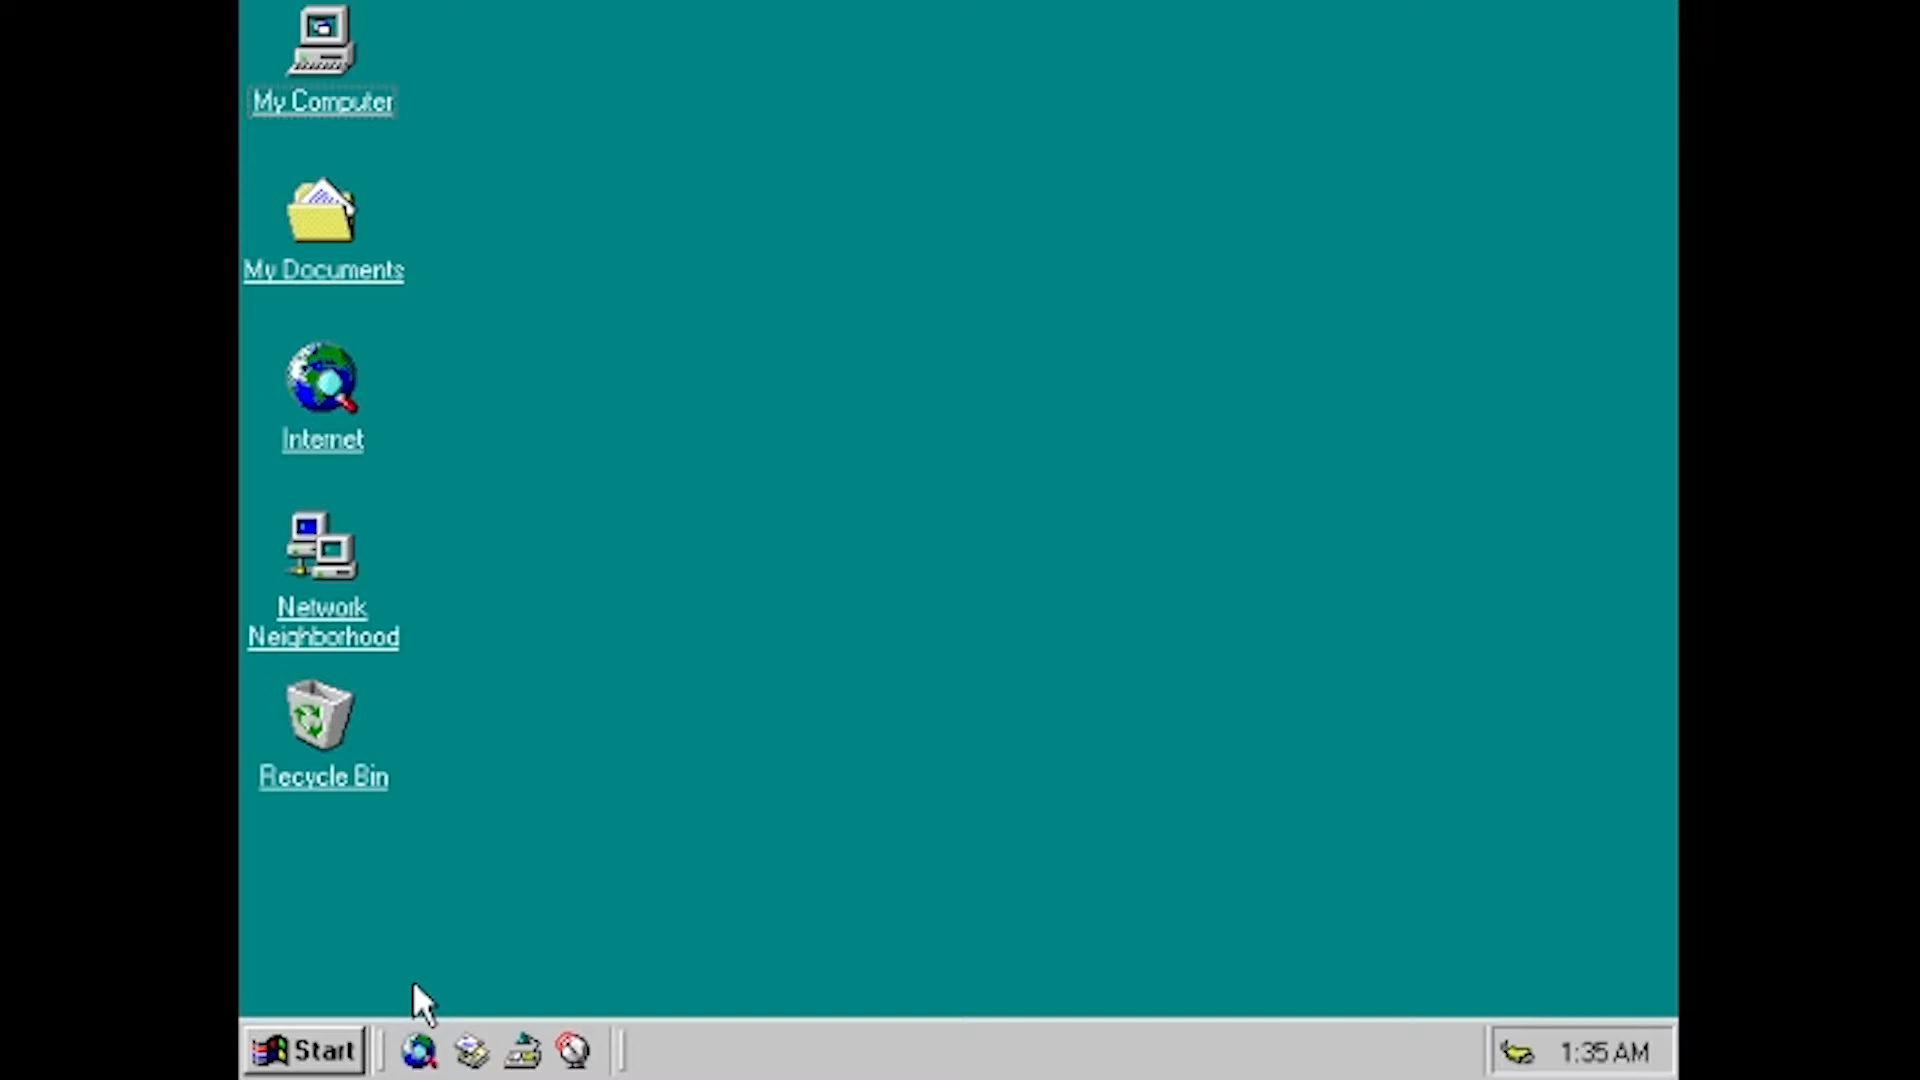 My Computer
My Documents
Internet
Network
Neighborhood
Recycle Bin
Start
1:35 AM